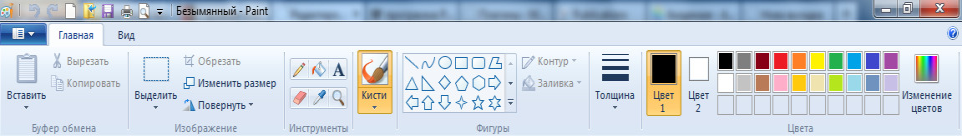 Безымянный - Paint
Главная Вид
Вставить
Вырезать
Копировать
Буфер обмена
Выделить
Обрезать
Изменить размер
Повернуть
Изображение
A
Инструменты
Кисти
Контур
Заливка
Фигуры
Толщина
Цвет
1
Цвет
2
Изменение
цветов
Цвета